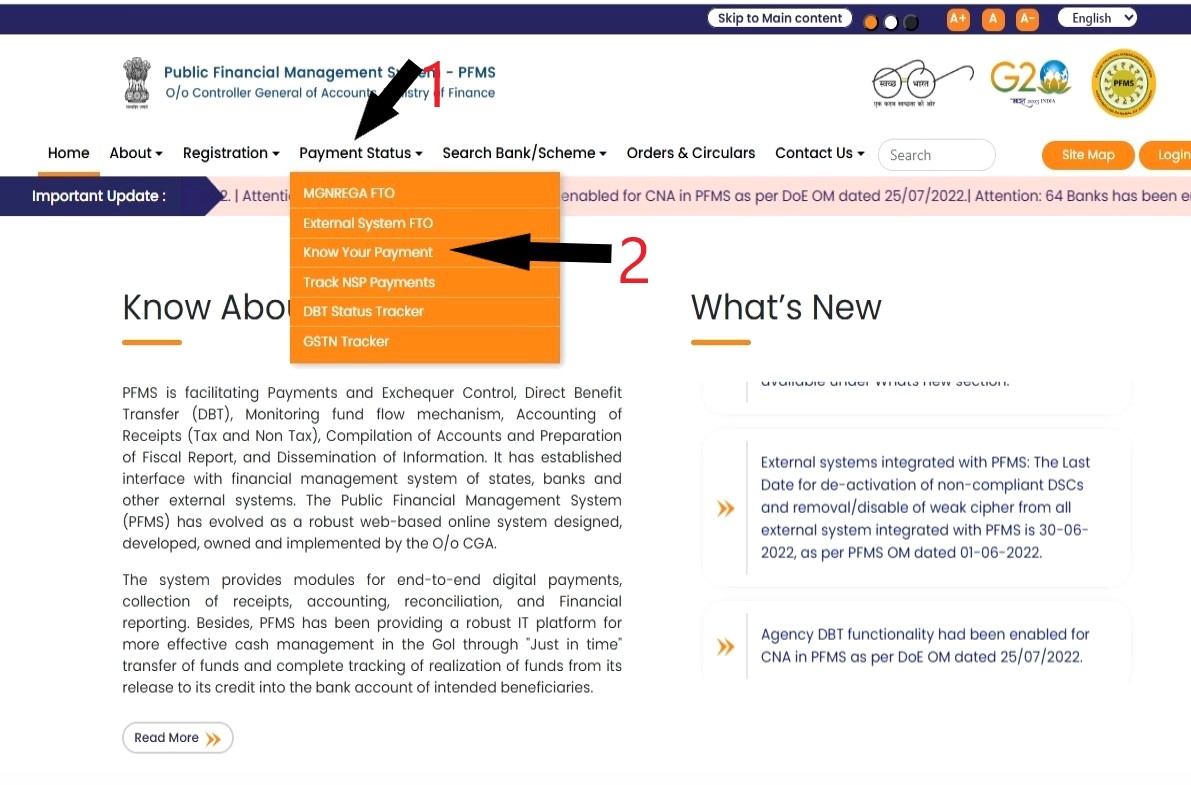 Skip to Main content
A+ A A- English
Public Financial Management - PFMS
O/o Controller General of Accounts, of Finance
स्वच्छ भारत
एक कदम स्वच्छता की ओर
G20
2023 INDIA
PFMS
1
Home About Registration Payment Status Search Bank/Scheme Orders & Circulars Contact Us Search Site Map Login
Important Update : 2. | Attenti enabled for CNA in PFMS as per DoE OM dated 25/07/2022.| Attention: 64 Banks has been e
MGNREGA FTO
External System FTO
Know Your Payment
2
Track NSP Payments
DBT Status Tracker
GSTN Tracker
Know Abou
PFMS is facilitating Payments and Exchequer Control, Direct Benefit
Transfer (DBT), Monitoring fund flow mechanism, Accounting of
Receipts (Tax and Non Tax), Compilation of Accounts and Preparation
of Fiscal Report, and Dissemination of Information. It has established
interface with financial management system of states, banks and
other external systems. The Public Financial Management System
(PFMS) has evolved as a robust web-based online system designed,
developed, owned and implemented by the O/o CGA.
The system provides modules for end-to-end digital payments,
collection of receipts, accounting, reconciliation, and Financial
reporting. Besides, PFMS has been providing a robust IT platform for
more effective cash management in the GoI through "Just in time"
transfer of funds and complete tracking of realization of funds from its
release to its credit into the bank account of intended beneficiaries.
Read More
What's New
available under Whats new section.
External systems integrated with PFMS: The Last
Date for de-activation of non-compliant DSCs
and removal/disable of weak cipher from all
external system integrated with PFMS is 30-06-
2022, as per PFMS OM dated 01-06-2022.
Agency DBT functionality had been enabled for
CNA in PFMS as per DoE OM dated 25/07/2022.